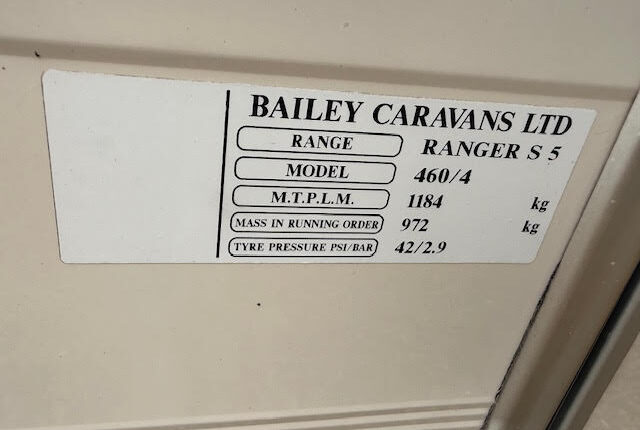 BAILEY CARAVANS LTD
RANGE RANGER S 5
MODEL 460/4
M.T.P.L.M. 1184 kg
MASS IN RUNNING ORDER 972 kg
TYRE PRESSURE PSI/BAR 42/2.9